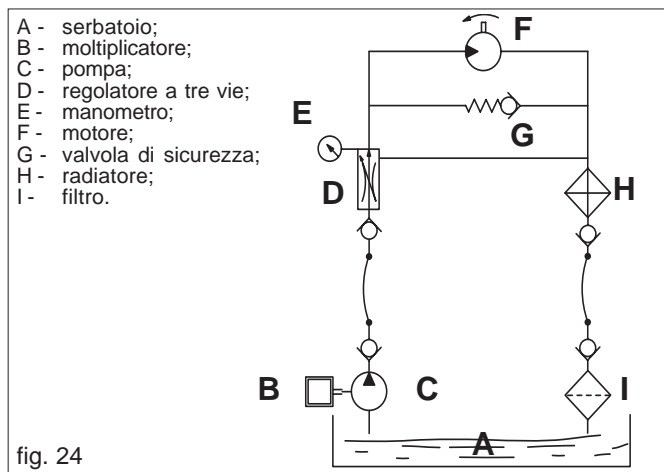 A - serbatoio;
B - moltiplicatore;
C - pompa;
D - regolatore a tre vie;
E - manometro;
F - motore;
G - valvola di sicurezza;
H - radiatore;
I - filtro.
F
E
G
D
H
B
C
I
A
fig. 24